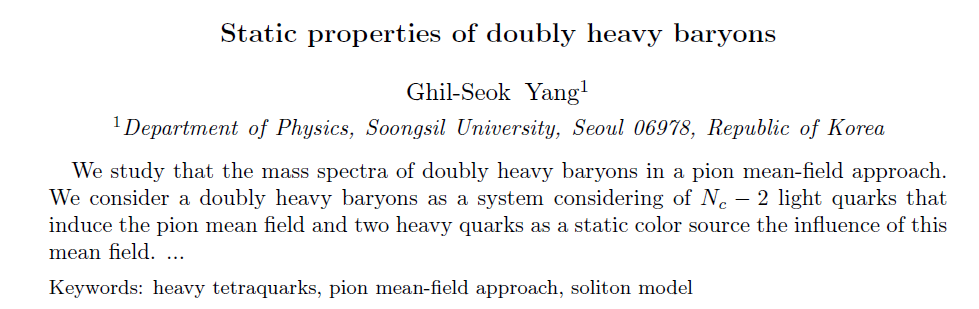 Static properties of doubly heavy baryons
Ghil-Seok Yang¹
¹Department of Physics, Soongsil University, Seoul 06978, Republic of Korea
We study that the mass spectra of doubly heavy baryons in a pion mean-field approach.
We consider a doubly heavy baryons as a system considering of N_c − 2 light quarks that
induce the pion mean field and two heavy quarks as a static color source the influence of this
mean field. ...
Keywords: heavy tetraquarks, pion mean-field approach, soliton model